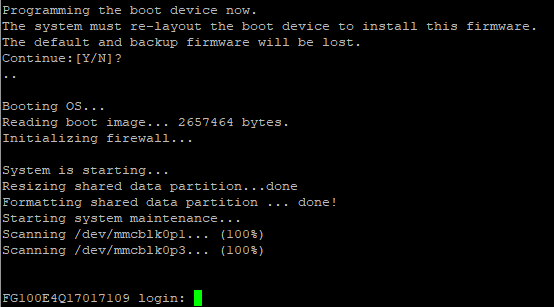 Programming the boot device now.
The system must re-layout the boot device to install this firmware.
The default and backup firmware will be lost.
Continue:[Y/N]?
..
Booting OS...
Reading boot image... 2657464 bytes.
Initializing firewall...
System is starting...
Resizing shared data partition...done
Formatting shared data partition ... done!
Starting system maintenance...
Scanning /dev/mmcblk0p1... (100%)
Scanning /dev/mmcblk0p3... (100%)
FG100E4Q17017109 login: